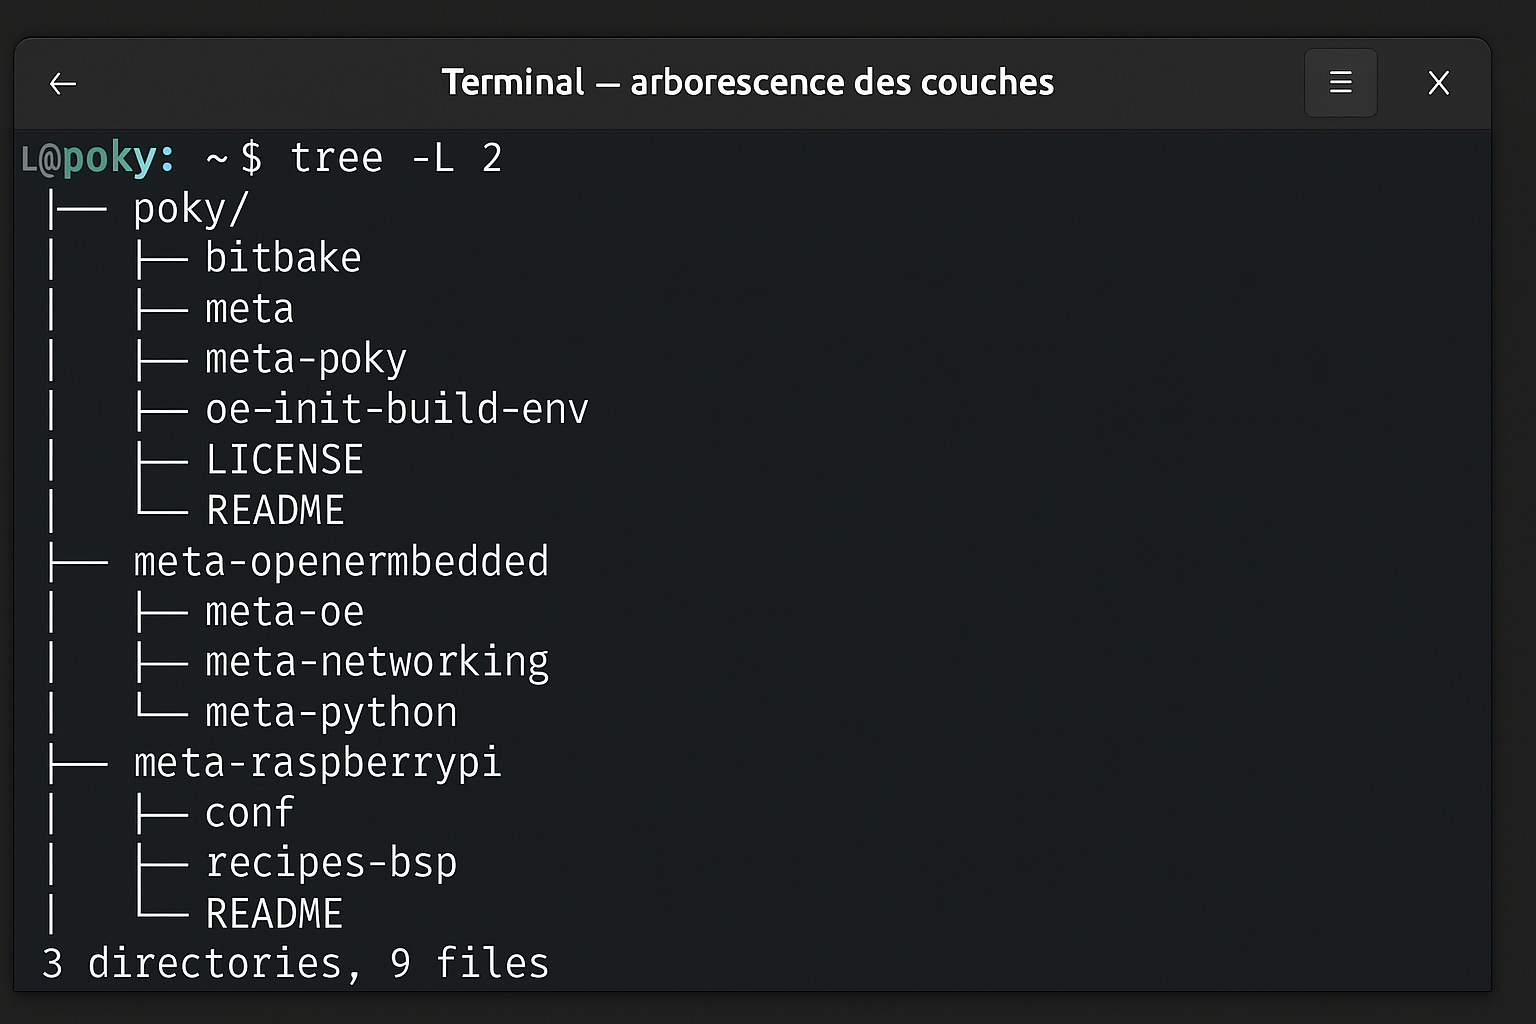 Terminal — arborescence des couches
L@poky: ~$ tree -L 2
├── poky/
│   ├── bitbake
│   ├── meta
│   ├── meta-poky
│   ├── oe-init-build-env
│   ├── LICENSE
│   └── README
├── meta-openermbedded
│   ├── meta-oe
│   ├── meta-networking
│   └── meta-python
├── meta-raspberrypi
│   ├── conf
│   ├── recipes-bsp
│   └── README
3 directories, 9 files